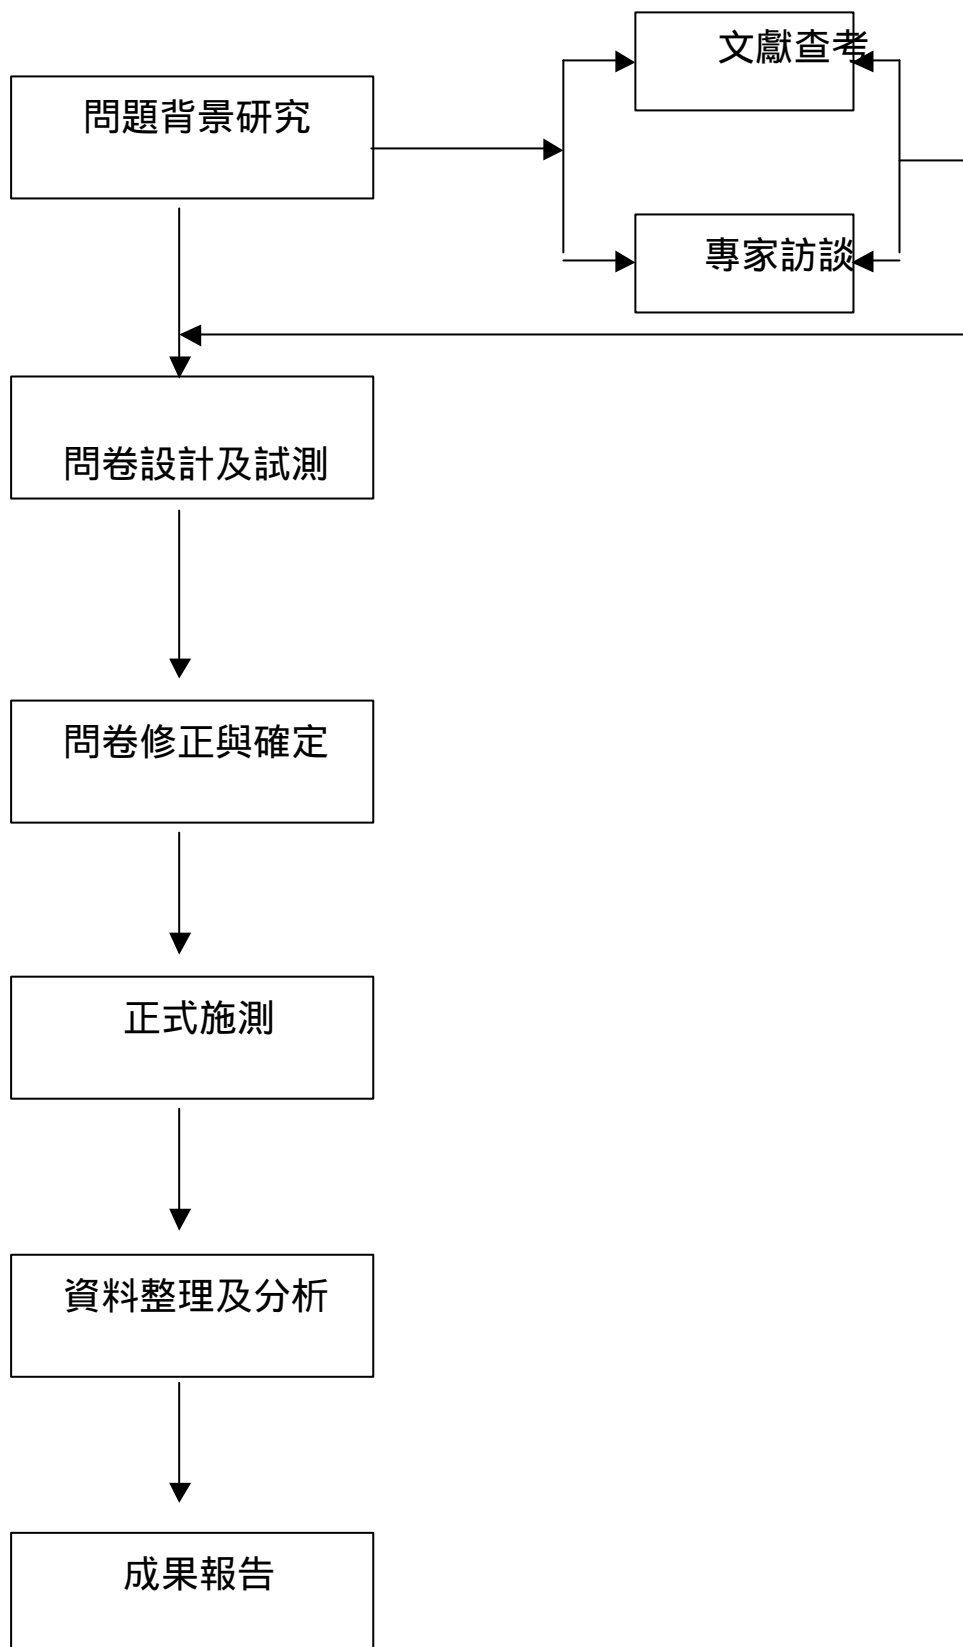 文獻查考
問題背景研究
專家訪談
問卷設計及試測
問卷修正與確定
正式施測
資料整理及分析
成果報告